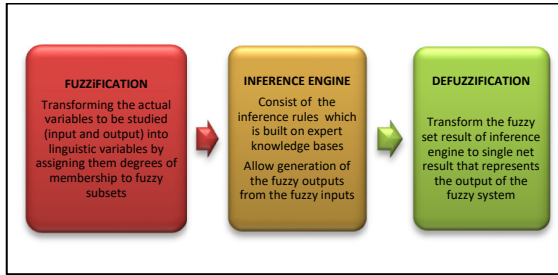 FUZZiFICATION
Transforming the actual
variables to be studied
(input and output) into
linguistic variables by
assigning them degrees of
membership to fuzzy
subsets
INFERENCE ENGINE
Consist of the
inference rules which
is built on expert
knowledge bases
Allow generation of
the fuzzy outputs
from the fuzzy inputs
DEFUZZIFICATION
Transform the fuzzy
set result of inference
engine to single net
result that represents
the output of the
fuzzy system